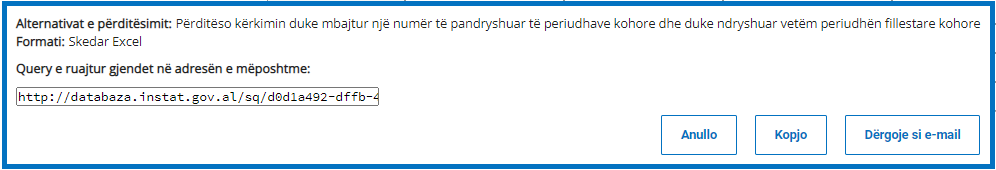 Alternativat e përditësimit: Përditëso kërkimin duke mbajtur një numër të pandryshuar të periudhave kohore dhe duke ndryshuar vetëm periudhën fillestare kohore
Formati: Skedar Excel
Query e ruajtur gjendet në adresën e mëposhtme:
http://databaza.instat.gov.al/sq/d0d1a492-dffb-4
Anullo Kopjo Dërgoje si e-mail